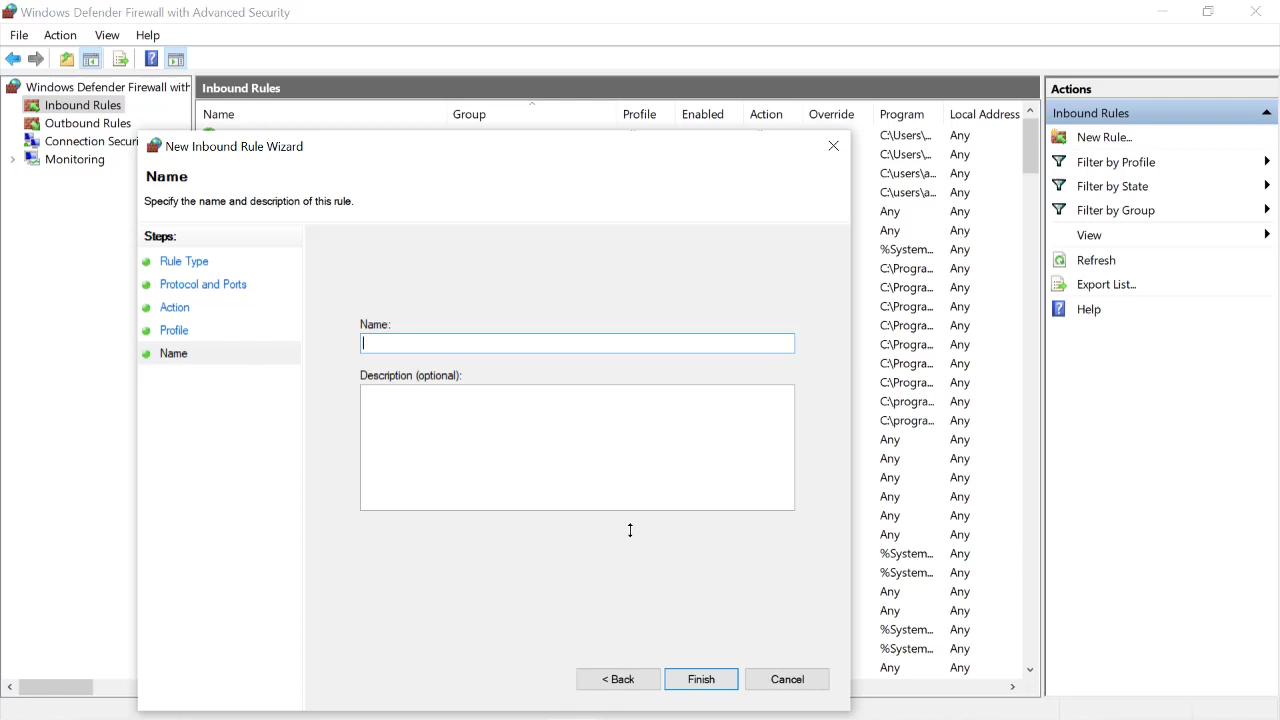 Windows Defender Firewall with Advanced Security
File Action View Help
Windows Defender Firewall with
Inbound Rules
Outbound Rules
Connection Securi
Monitoring
Inbound Rules
Name Group Profile Enabled Action Override Program Local Address
C:\Users\... Any
C:\Users\... Any
C:\users\a... Any
C:\users\a... Any
Any Any
Any Any
%System... Any
C:\Progra... Any
C:\Progra... Any
C:\Progra... Any
C:\Progra... Any
C:\Progra... Any
C:\Progra... Any
C:\Progra... Any
C:\progra... Any
C:\progra... Any
Any Any
Any Any
Any Any
Any Any
Any Any
Any Any
%System... Any
%System... Any
Any Any
Any Any
%System... Any
%System... Any
Any Any
New Inbound Rule Wizard
Name
Specify the name and description of this rule.
Steps:
Rule Type
Protocol and Ports
Action
Profile
Name
Name:
Description (optional):
< Back Finish Cancel
Actions
Inbound Rules
New Rule...
Filter by Profile
Filter by State
Filter by Group
View
Refresh
Export List...
Help